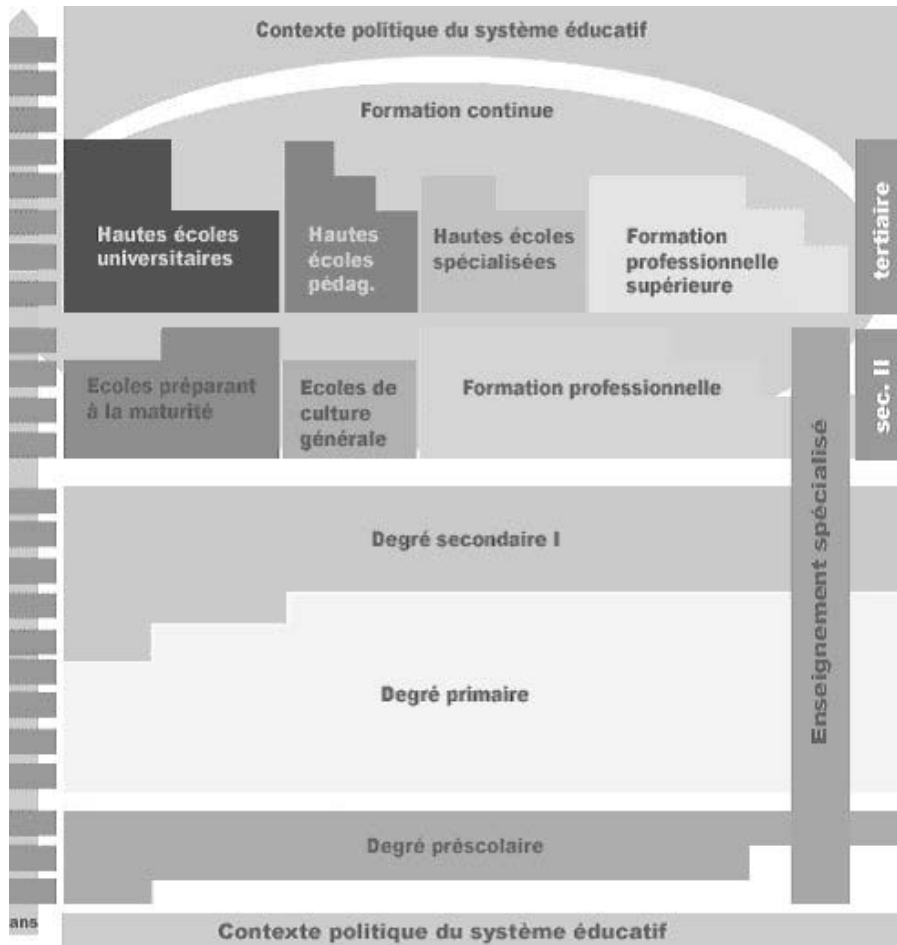 Contexte politique du système éducatif
Formation continue
Hautes écoles
universitaires
Hautes
écoles
pédag.
Hautes écoles
spécialisées
Formation
professionnelle
supérieure
tertiaire
Ecoles préparant
à la maturité
Ecoles de
culture
générale
Formation professionnelle
sec. II
Enseignement spécialisé
Degré secondaire I
Degré primaire
Degré préscolaire
ans
Contexte politique du système éducatif